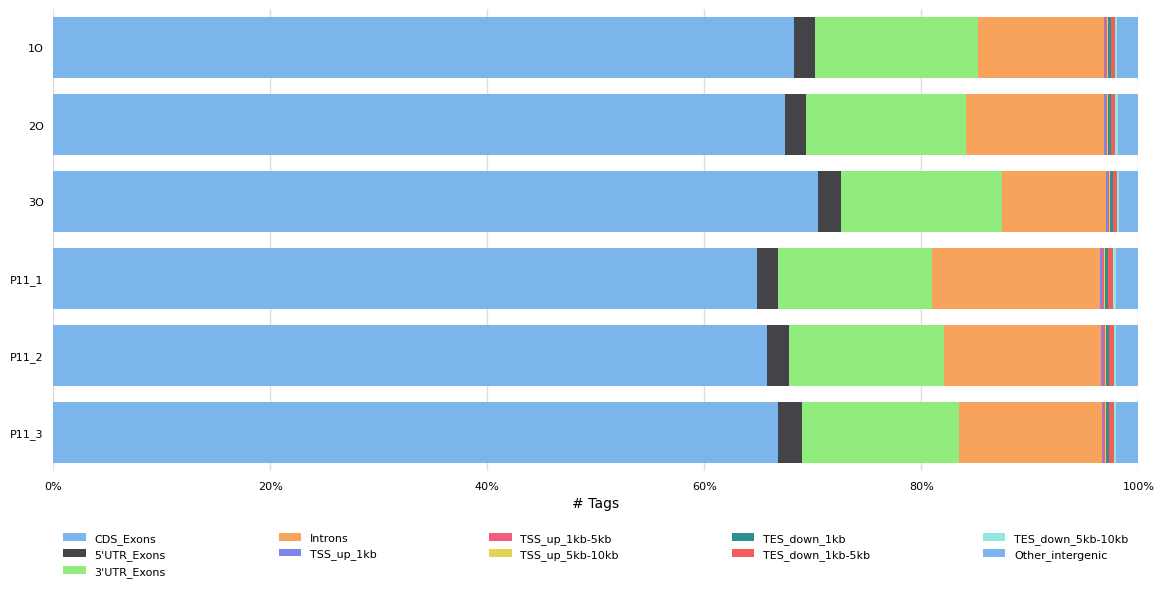 1O
2O
3O
P11_1
P11_2
P11_3
0% 20% 40% 60% 80% 100%
# Tags
CDS_Exons Introns TSS_up_1kb-5kb TES_down_1kb TES_down_5kb-10kb
5'UTR_Exons TSS_up_1kb TSS_up_5kb-10kb TES_down_1kb-5kb Other_intergenic
3'UTR_Exons